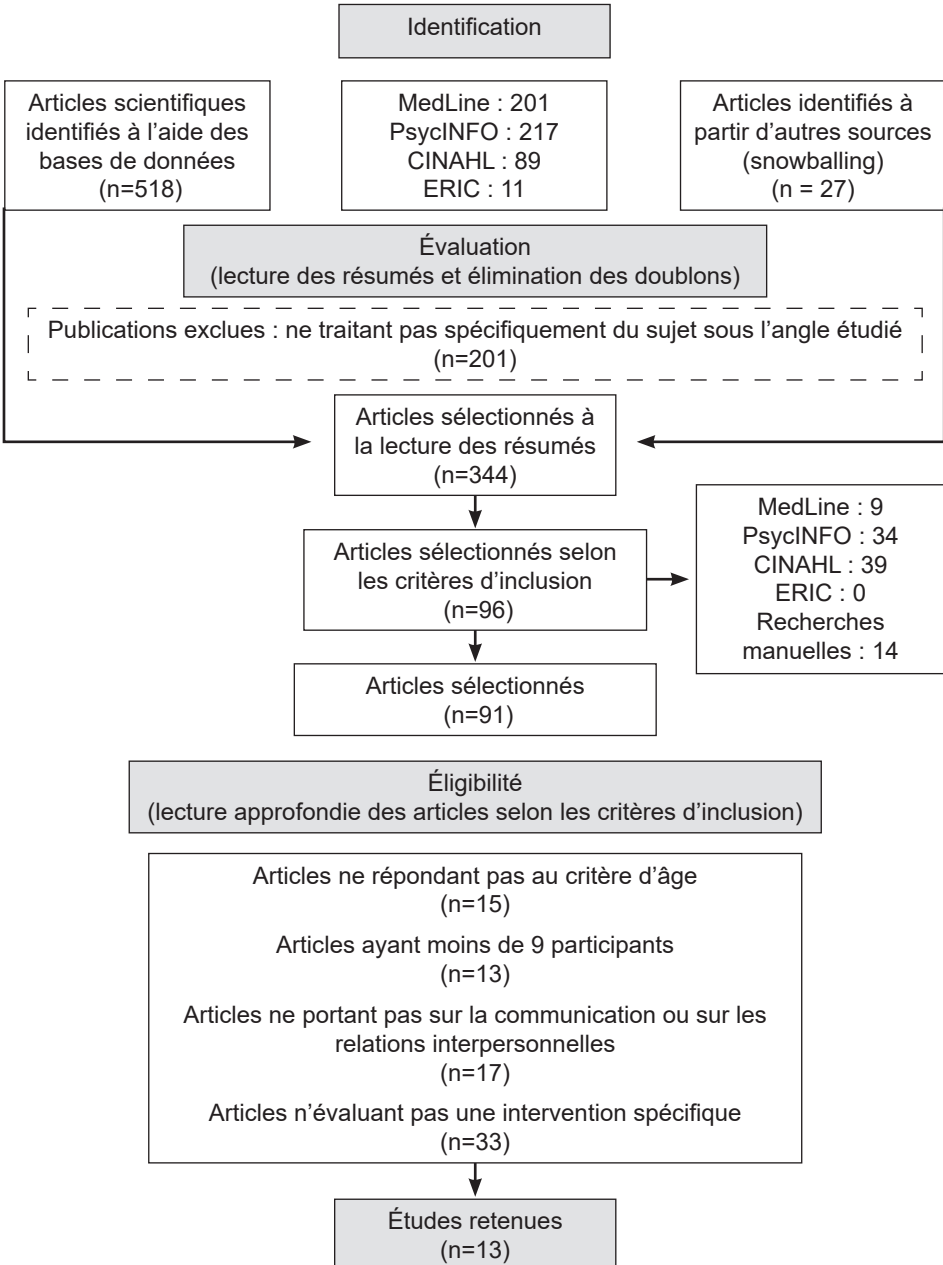 Identification
Articles scientifiques
identifiés à l'aide des
bases de données
(n=518)
MedLine : 201
PsycINFO : 217
CINAHL : 89
ERIC : 11
Articles identifiés à
partir d'autres sources
(snowballing)
(n = 27)
Évaluation
(lecture des résumés et élimination des doublons)
Publications exclues : ne traitant pas spécifiquement du sujet sous l'angle étudié
(n=201)
Articles sélectionnés à
la lecture des résumés
(n=344)
Articles sélectionnés selon
les critères d'inclusion
(n=96)
MedLine : 9
PsycINFO : 34
CINAHL : 39
ERIC : 0
Recherches
manuelles : 14
Articles sélectionnés
(n=91)
Éligibilité
(lecture approfondie des articles selon les critères d'inclusion)
Articles ne répondant pas au critère d'âge
(n=15)
Articles ayant moins de 9 participants
(n=13)
Articles ne portant pas sur la communication ou sur les
relations interpersonnelles
(n=17)
Articles n'évaluant pas une intervention spécifique
(n=33)
Études retenues
(n=13)